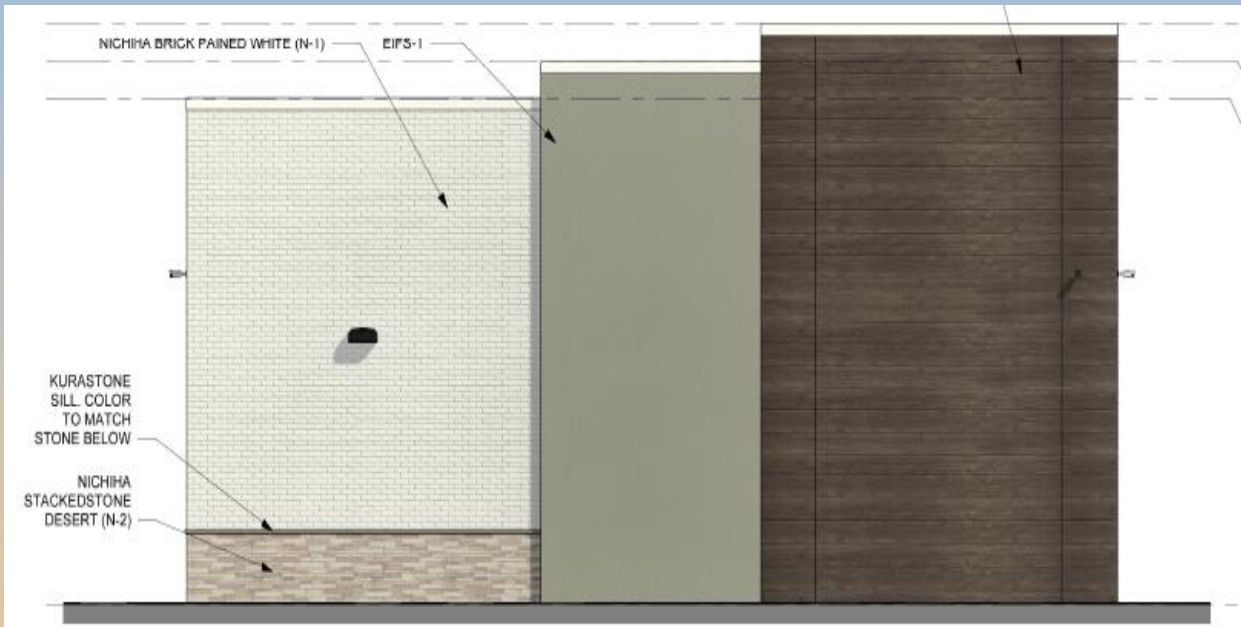 NICHIHA BRICK PAINED WHITE (N-1)
EIFS-1
KURASTONE
SILL. COLOR
TO MATCH
STONE BELOW
NICHIHA
STACKEDSTONE
DESERT (N-2)